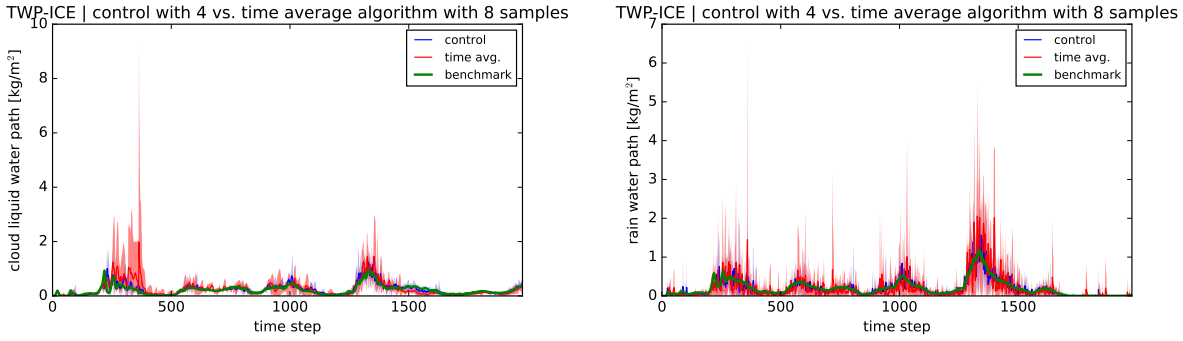 TWP-ICE | control with 4 vs. time average algorithm with 8 samples
10
8
6
4
2
0
cloud liquid water path [kg/m²]
control
time avg.
benchmark
0 500 1000 1500
time step
TWP-ICE | control with 4 vs. time average algorithm with 8 samples
7
6
5
4
3
2
1
0
rain water path [kg/m²]
control
time avg.
benchmark
0 500 1000 1500
time step